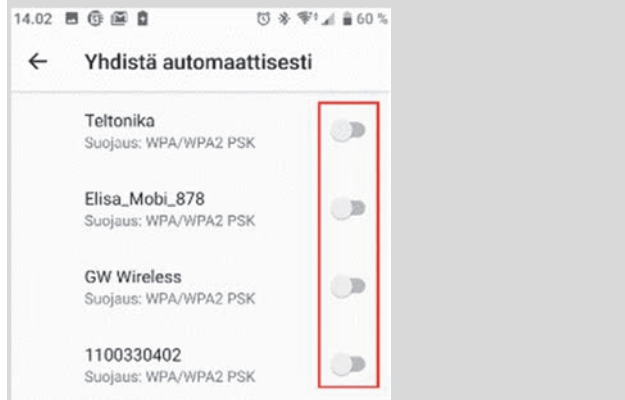 14.02 60 %
Yhdistä automaattisesti
Teltonika
Suojaus: WPA/WPA2 PSK
Elisa_Mobi_878
Suojaus: WPA/WPA2 PSK
GW Wireless
Suojaus: WPA/WPA2 PSK
1100330402
Suojaus: WPA/WPA2 PSK